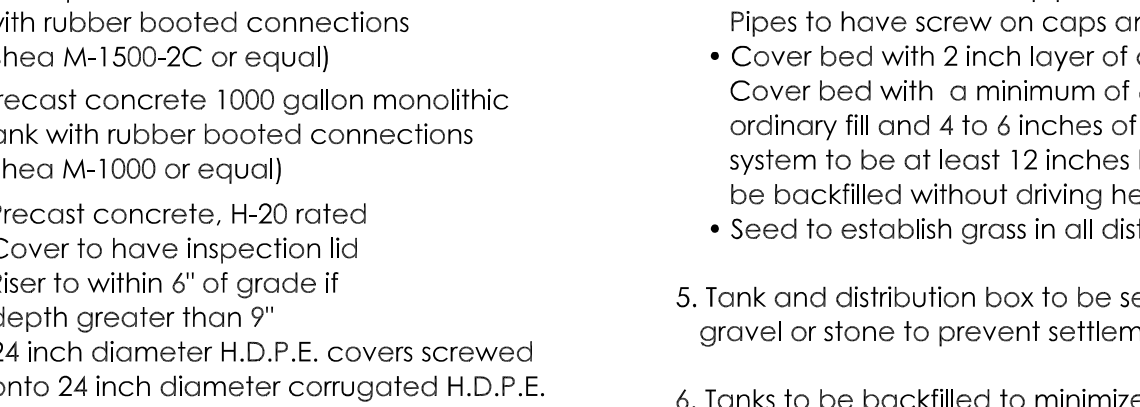 with rubber booted connections
Shea M-1500-2C or equal)
recast concrete 1000 gallon monolithic
ank with rubber booted connections
Shea M-1000 or equal)
Precast concrete, H-20 rated
Cover to have inspection lid
Riser to within 6" of grade if
depth greater than 9"
24 inch diameter H.D.P.E. covers screwed
onto 24 inch diameter corrugated H.D.P.E.
Pipes to have screw on caps
• Cover bed with 2 inch layer of
Cover bed with a minimum of
ordinary fill and 4 to 6 inches of
system to be at least 12 inches
be backfilled without driving
• Seed to establish grass in all
5. Tank and distribution box to be
gravel or stone to prevent
6. Tanks to be backfilled to minimize